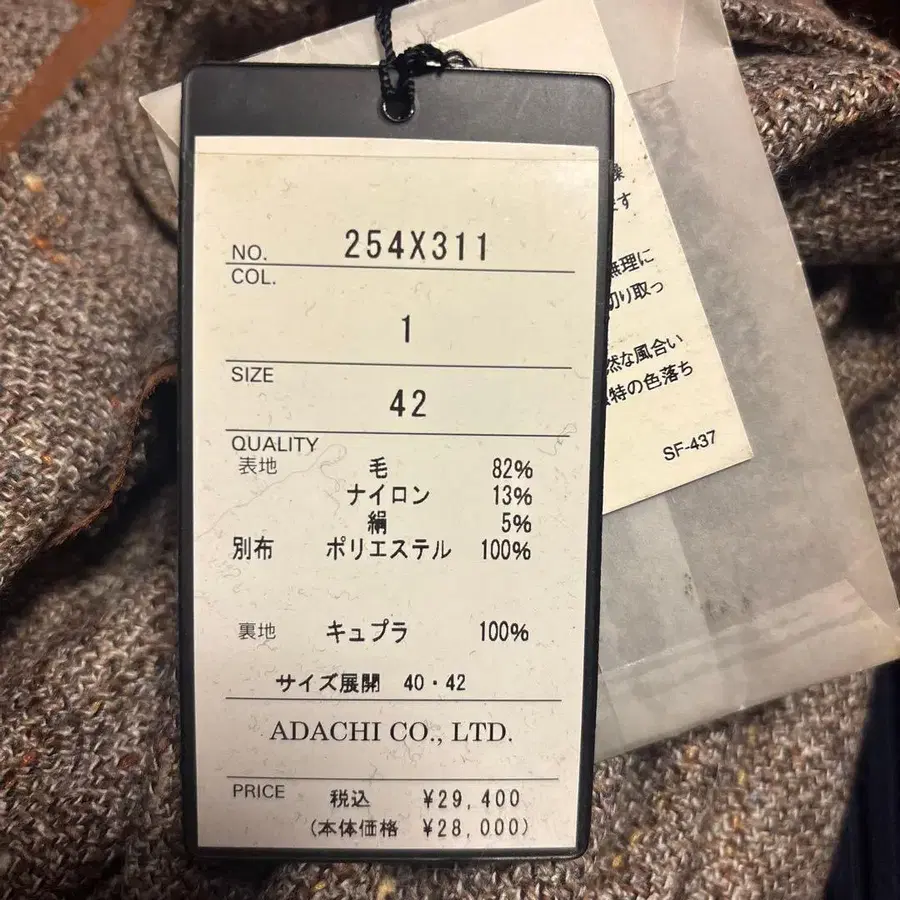 NO. 254X311
COL.
1
SIZE
42
QUALITY
表地 毛 82%
ナイロン 13%
絹 5%
別布 ポリエステル 100%
裏地 キュプラ 100%
サイズ展開 40・42
ADACHI CO., LTD.
PRICE 税込 ¥29,400
(本体価格 ¥28,000)
ます
無理に
切り取っ
然な風合い
特の色落ち
SF-437